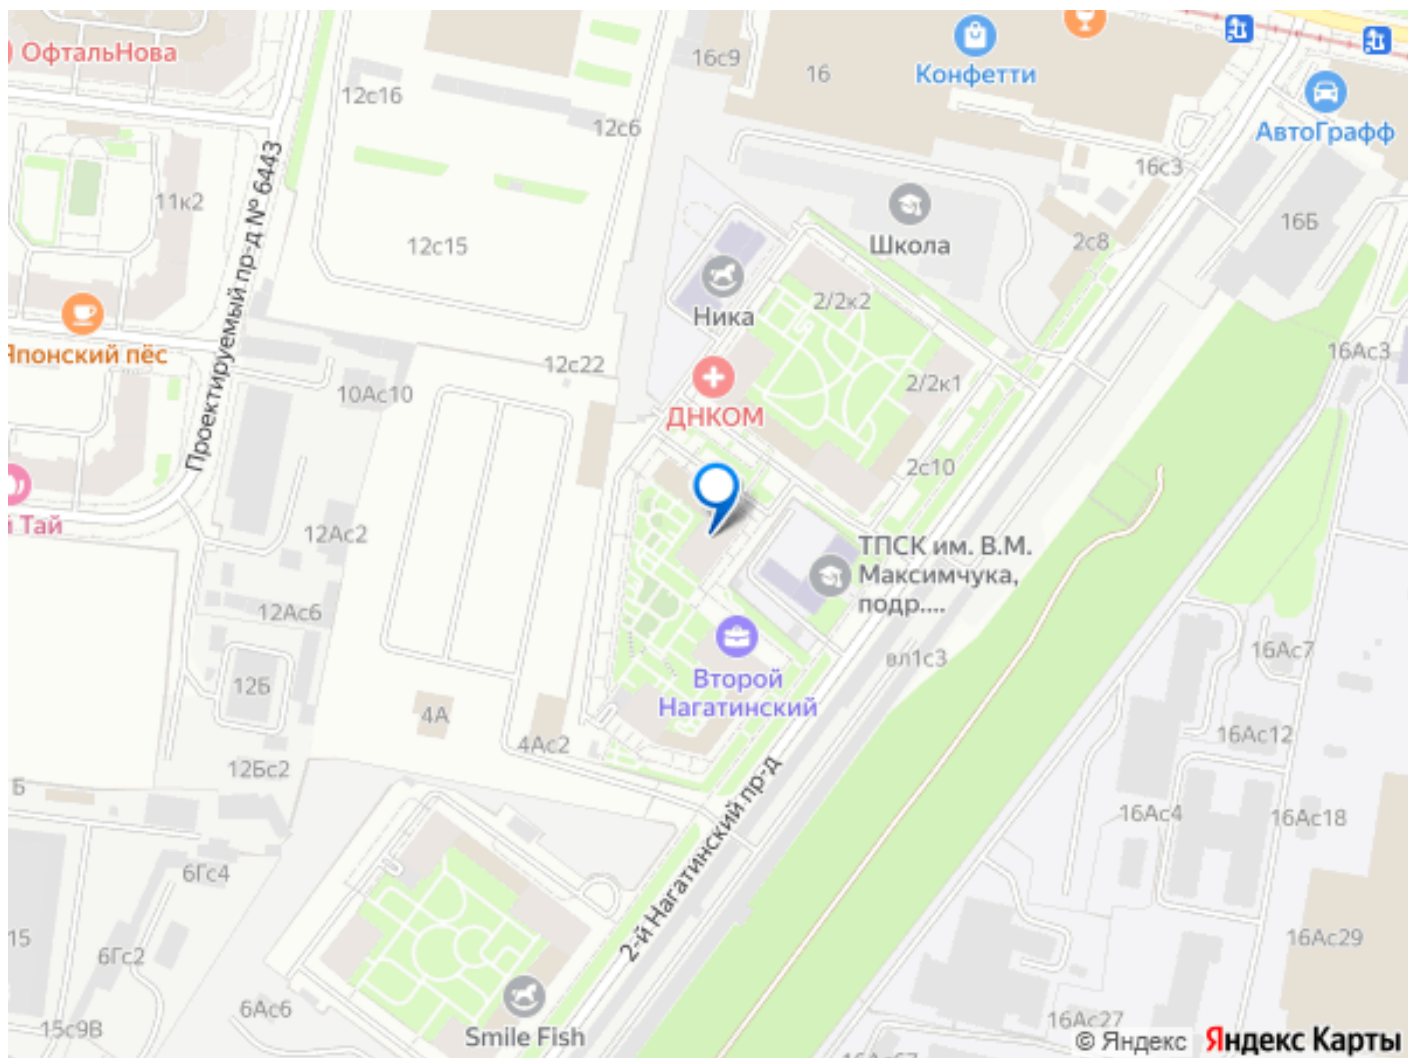 ОфтальНова
16с9
16
Конфетти
12с16
12с6
АвтоГрафф
16с3
11к2
Проектируемый пр-д № 6443
12с15
Школа
2с8
16Б
Ника
2/2к2
Японский пёс
12с22
16Ас3
10Ас10
ДНКОМ
2/2к1
2с10
й Тай
12Ас2
ТПСК им. В.М.
Максимчука,
подр....
12Ас6
вл1с3
16Ас7
12Б
Второй
Нагатинский
4А
4Ас2
16Ас12
12Бс2
Б
2-й Нагатинский пр-д
16Ас4
16Ас18
6Гс4
15
6Гс2
16Ас29
6Ас6
15с9В
Smile Fish
16Ас27
© Яндекс Яндекс Карты